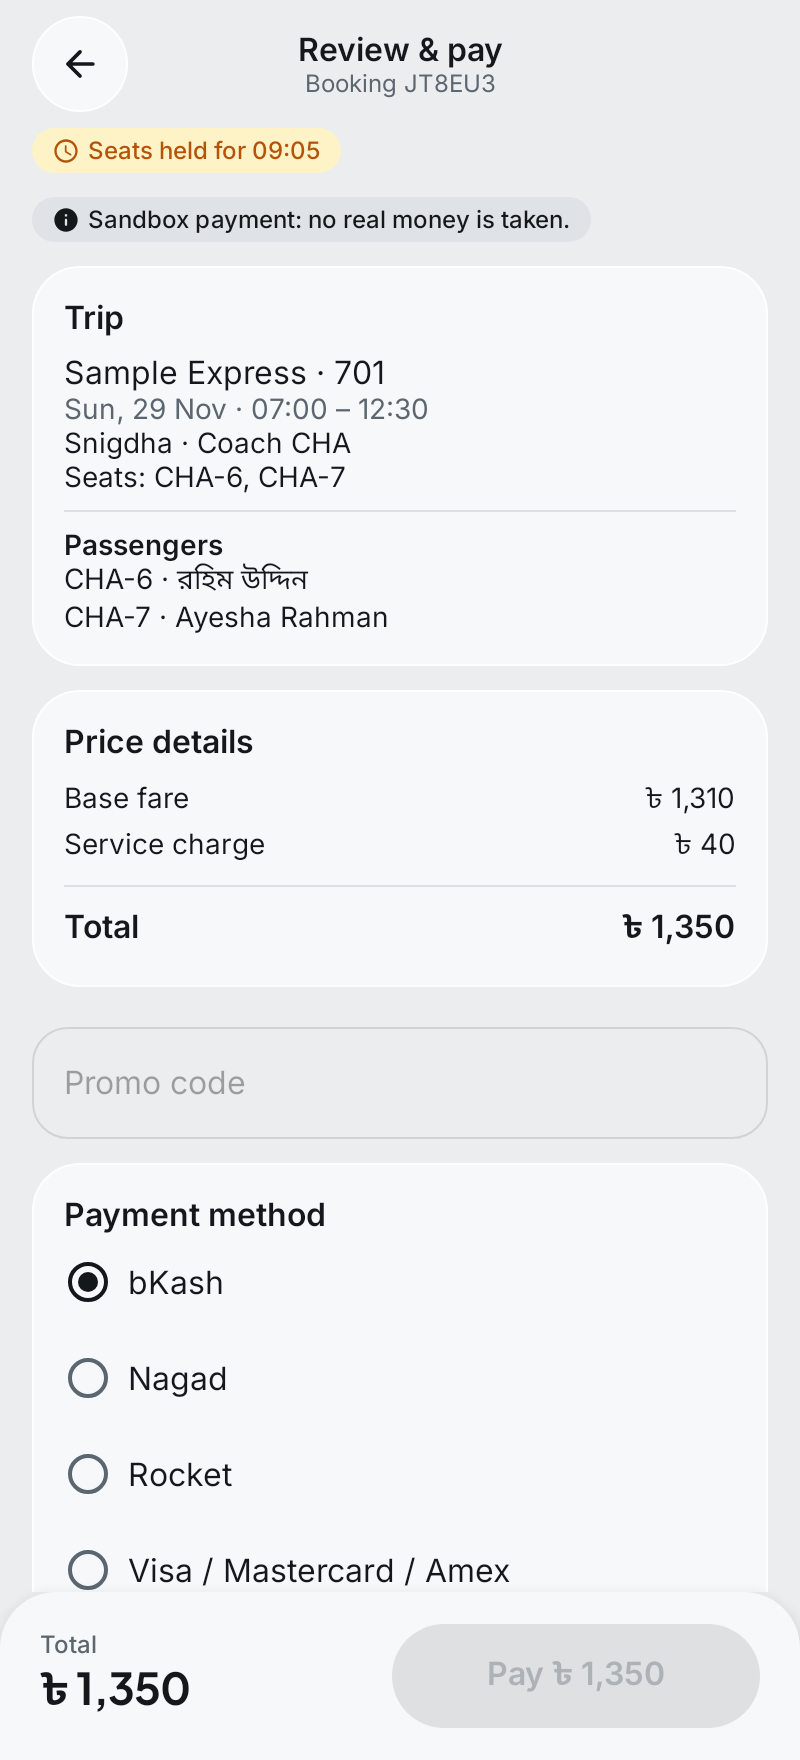 Review & pay
Booking JT8EU3
Seats held for 09:05
Sandbox payment: no real money is taken.
Trip
Sample Express · 701
Sun, 29 Nov · 07:00 – 12:30
Snigdha · Coach CHA
Seats: CHA-6, CHA-7
Passengers
CHA-6 · রহিম উদ্দিন
CHA-7 · Ayesha Rahman
Price details
Base fare ৳ 1,310
Service charge ৳ 40
Total ৳ 1,350
Promo code
Payment method
bKash
Nagad
Rocket
Visa / Mastercard / Amex
Total
৳ 1,350
Pay ৳ 1,350